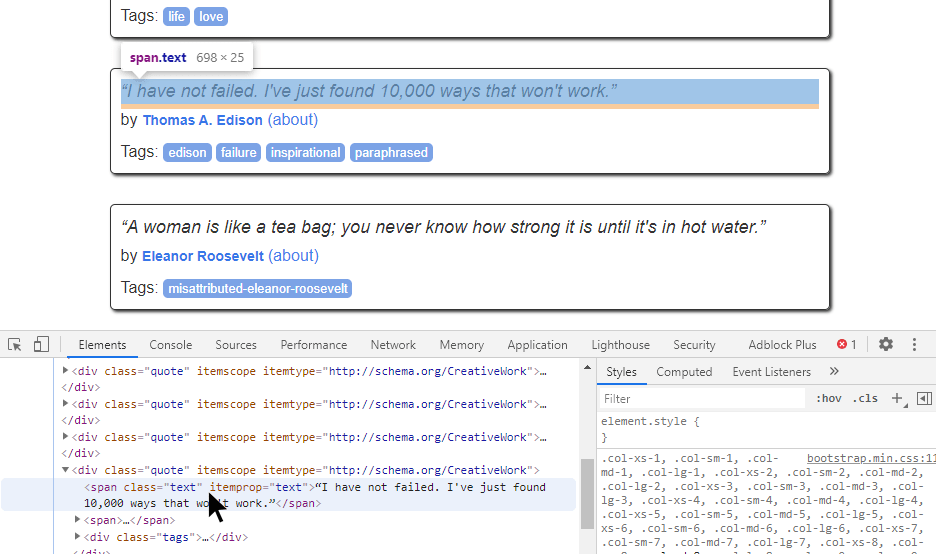 Tags: life love
span.text 698 × 25
“I have not failed. I've just found 10,000 ways that won't work.”
by Thomas A. Edison (about)
Tags: edison failure inspirational paraphrased
“A woman is like a tea bag; you never know how strong it is until it's in hot water.”
by Eleanor Roosevelt (about)
Tags: misattributed-eleanor-roosevelt
Elements Console Sources Performance Network Memory Application Lighthouse Security Adblock Plus 1
<div class="quote" itemscope itemtype="http://schema.org/CreativeWork">…
</div>
<div class="quote" itemscope itemtype="http://schema.org/CreativeWork">…
</div>
<div class="quote" itemscope itemtype="http://schema.org/CreativeWork">…
</div>
<div class="quote" itemscope itemtype="http://schema.org/CreativeWork">
<span class="text" itemprop="text">“I have not failed. I've just found
10,000 ways that won't work.”</span>
<span>…</span>
<div class="tags">…</div>
</div>
Styles Computed Event Listeners »
Filter :hov .cls +
element.style {
}
.col-xs-1, .col-sm-1, .col- bootstrap.min.css:11
md-1, .col-lg-1, .col-xs-2, .col-sm-2, .col-md-2,
.col-lg-2, .col-xs-3, .col-sm-3, .col-md-3, .col-
lg-3, .col-xs-4, .col-sm-4, .col-md-4, .col-lg-4,
.col-xs-5, .col-sm-5, .col-md-5, .col-lg-5, .col-
xs-6, .col-sm-6, .col-md-6, .col-lg-6, .col-xs-7,
.col-sm-7, .col-md-7, .col-lg-7, .col-xs-8, .col-